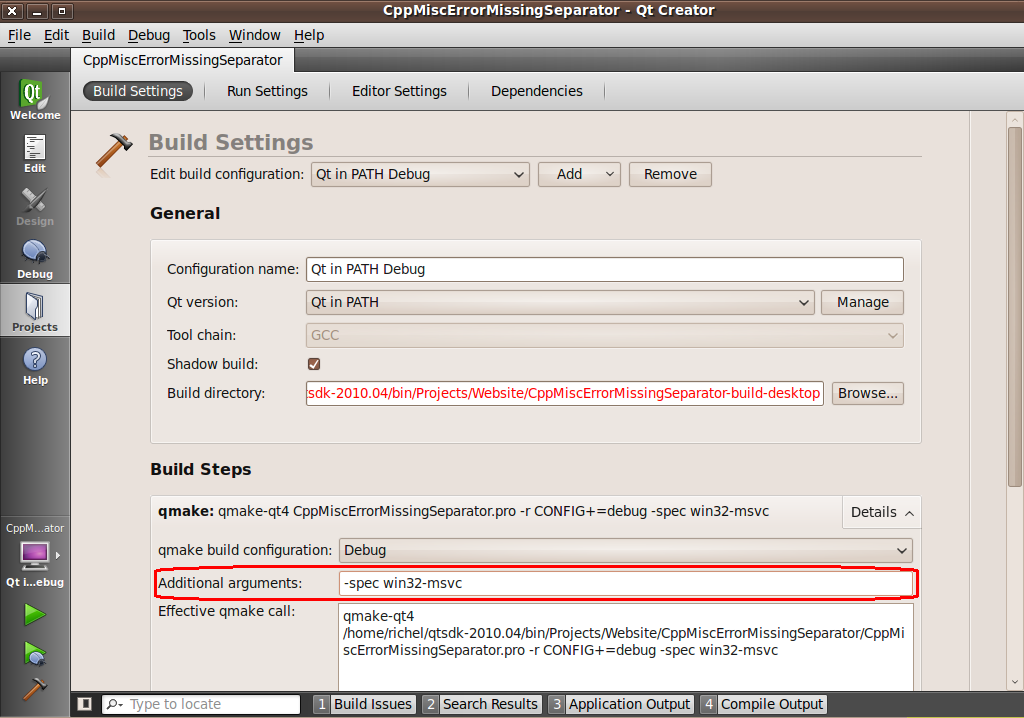 CppMiscErrorMissingSeparator - Qt Creator
File Edit Build Debug Tools Window Help
CppMiscErrorMissingSeparator
Build Settings Run Settings Editor Settings Dependencies
Qt
Welcome
Edit
Design
Debug
Projects
Help
Build Settings
Edit build configuration: Qt in PATH Debug Add Remove
General
Configuration name: Qt in PATH Debug
Qt version: Qt in PATH Manage
Tool chain: GCC
Shadow build:
Build directory: :sdk-2010.04/bin/Projects/Website/CppMiscErrorMissingSeparator-build-desktop Browse...
Build Steps
qmake: qmake-qt4 CppMiscErrorMissingSeparator.pro -r CONFIG+=debug -spec win32-msvc Details
qmake build configuration: Debug
Additional arguments: -spec win32-msvc
Effective qmake call: qmake-qt4
/home/richel/qtsdk-2010.04/bin/Projects/Website/CppMiscErrorMissingSeparator/CppMi
scErrorMissingSeparator.pro -r CONFIG+=debug -spec win32-msvc
CppM...ator
Qt i...ebug
Type to locate 1 Build Issues 2 Search Results 3 Application Output 4 Compile Output